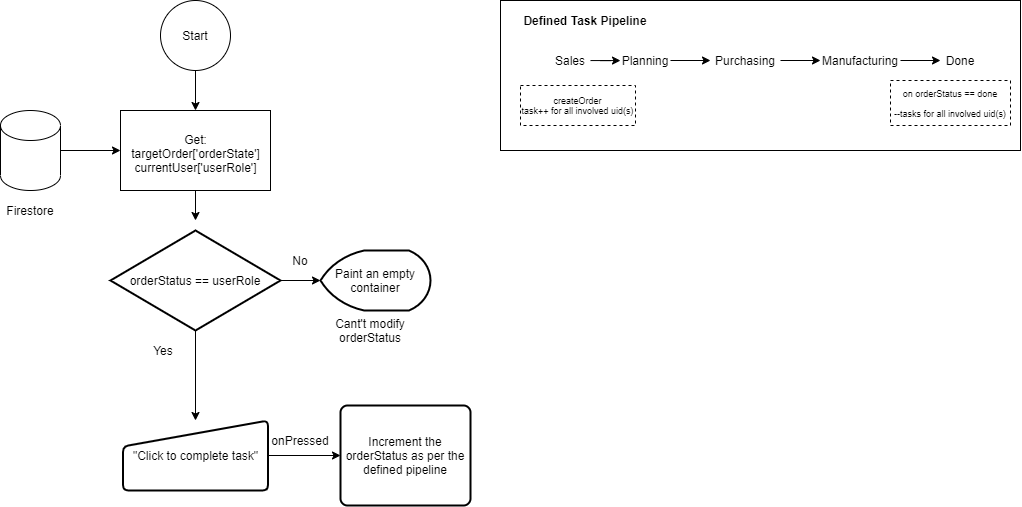 Start
Get:
targetOrder['orderState']
currentUser['userRole']
Firestore
orderStatus == userRole
No
Paint an empty
container
Cant't modify
orderStatus
Yes
"Click to complete task"
onPressed
Increment the
orderStatus as per the
defined pipeline
Defined Task Pipeline
Sales
Planning
Purchasing
Manufacturing
Done
createOrder
task++ for all involved uid(s)
on orderStatus == done
--tasks for all involved uid(s)